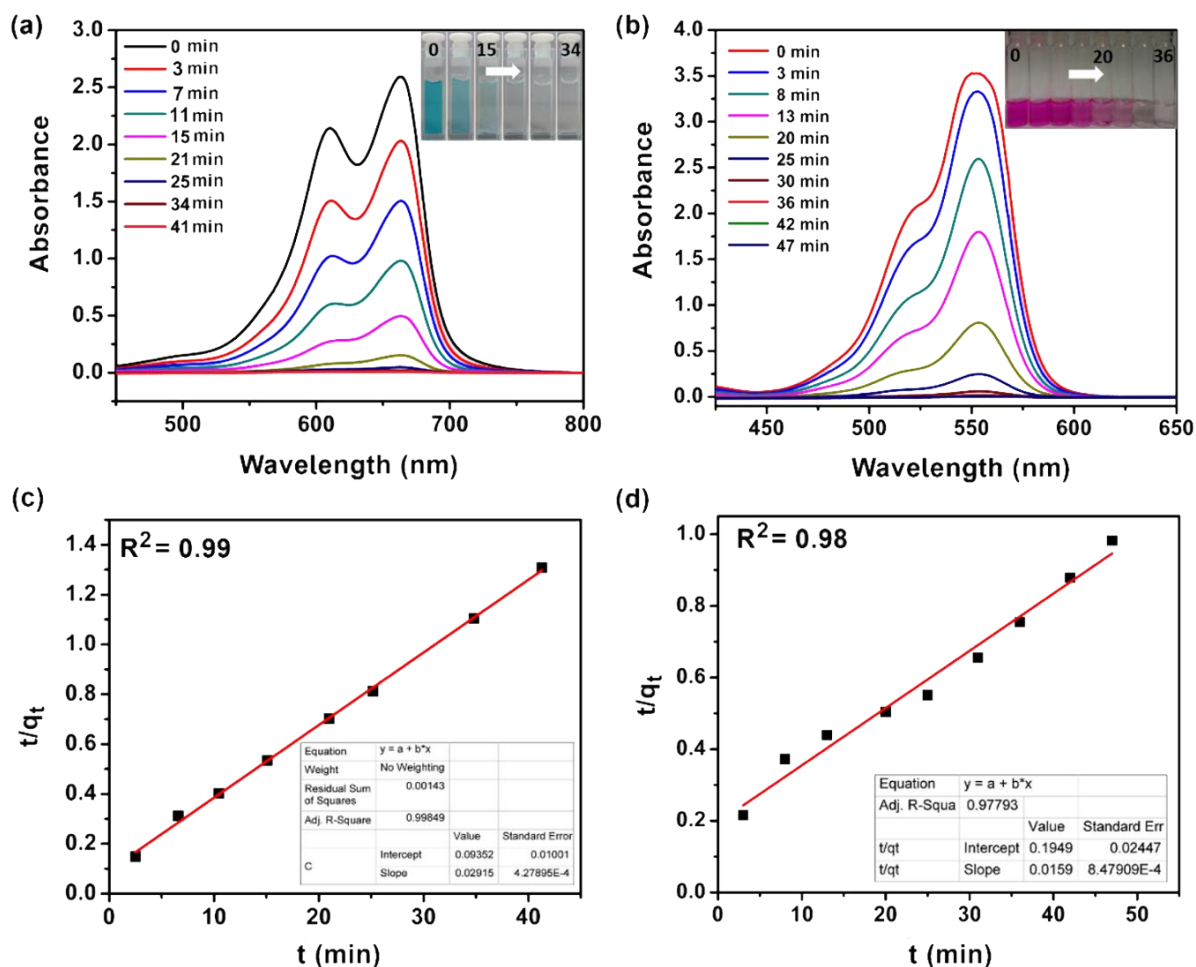 (a)
3.0
2.5
2.0
1.5
1.0
0.5
0.0
Absorbance
0 min
3 min
7 min
11 min
15 min
21 min
25 min
34 min
41 min
0 15 34
500 600 700 800
Wavelength (nm)
(b)
4.0
3.5
3.0
2.5
2.0
1.5
1.0
0.5
0.0
Absorbance
0 min
3 min
8 min
13 min
20 min
25 min
30 min
36 min
42 min
47 min
0 20 36
450 500 550 600 650
Wavelength (nm)
(c)
R² = 0.99
1.4
1.2
1.0
0.8
0.6
0.4
0.2
0.0
t/qt
Equation y = a + b*x
Weight No Weighting
Residual Sum of Squares 0.00143
Adj. R-Square 0.99849
Value Standard Error
C Intercept 0.09352 0.01001
Slope 0.02915 4.27895E-4
0 10 20 30 40
t (min)
(d)
R² = 0.98
1.0
0.8
0.6
0.4
0.2
0.0
t/qt
Equation y = a + b*x
Adj. R-Squa 0.97793
Value Standard Err
t/qt Intercept 0.1949 0.02447
t/qt Slope 0.0159 8.47909E-4
0 10 20 30 40 50
t (min)